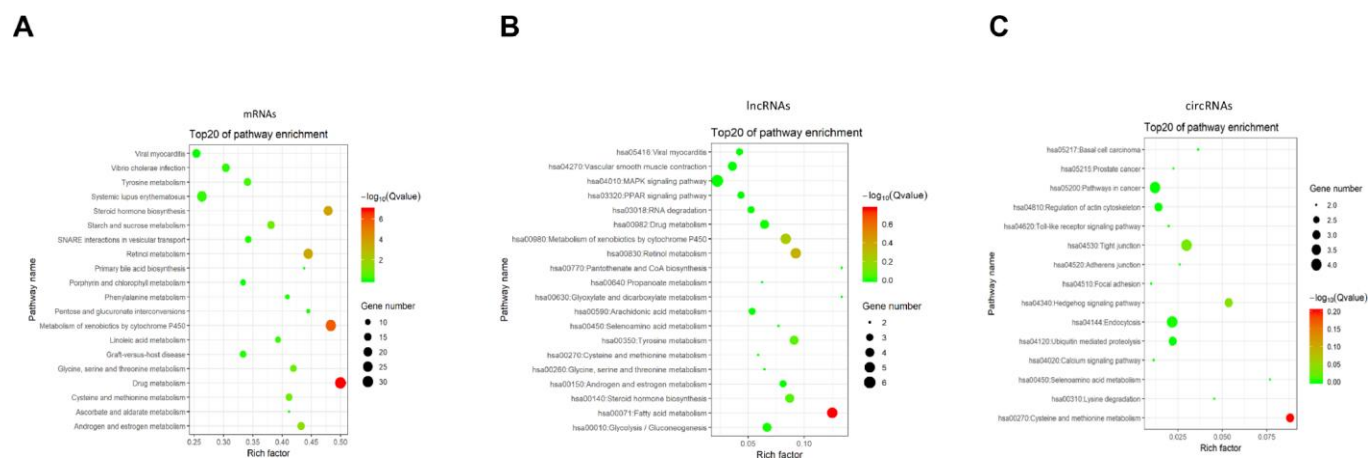 A
mRNAs
Top20 of pathway enrichment
Pathway name
Viral myocarditis
Vibrio cholerae infection
Tyrosine metabolism
Systemic lupus erythematosus
Steroid hormone biosynthesis
Starch and sucrose metabolism
SNARE interactions in vesicular transport
Retinol metabolism
Primary bile acid biosynthesis
Porphyrin and chlorophyll metabolism
Phenylalanine metabolism
Pentose and glucuronate interconversions
Metabolism of xenobiotics by cytochrome P450
Linoleic acid metabolism
Graft-versus-host disease
Glycine, serine and threonine metabolism
Drug metabolism
Cysteine and methionine metabolism
Ascorbate and aldarate metabolism
Androgen and estrogen metabolism
0.25 0.30 0.35 0.40 0.45 0.50
Rich factor
−log10(Qvalue)
6
4
2
Gene number
10
15
20
25
30
B
lncRNAs
Top20 of pathway enrichment
Pathway name
hsa05416:Viral myocarditis
hsa04270:Vascular smooth muscle contraction
hsa04010:MAPK signaling pathway
hsa03320:PPAR signaling pathway
hsa03018:RNA degradation
hsa00982:Drug metabolism
hsa00980:Metabolism of xenobiotics by cytochrome P450
hsa00830:Retinol metabolism
hsa00770:Pantothenate and CoA biosynthesis
hsa00640:Propanoate metabolism
hsa00630:Glyoxylate and dicarboxylate metabolism
hsa00590:Arachidonic acid metabolism
hsa00450:Selenoamino acid metabolism
hsa00350:Tyrosine metabolism
hsa00270:Cysteine and methionine metabolism
hsa00260:Glycine, serine and threonine metabolism
hsa00150:Androgen and estrogen metabolism
hsa00140:Steroid hormone biosynthesis
hsa00071:Fatty acid metabolism
hsa00010:Glycolysis / Gluconeogenesis
0.05 0.10
Rich factor
−log10(Qvalue)
0.6
0.4
0.2
0.0
Gene number
2
3
4
5
6
C
circRNAs
Top20 of pathway enrichment
Pathway name
hsa05217:Basal cell carcinoma
hsa05215:Prostate cancer
hsa05200:Pathways in cancer
hsa04810:Regulation of actin cytoskeleton
hsa04620:Toll-like receptor signaling pathway
hsa04530:Tight junction
hsa04520:Adherens junction
hsa04510:Focal adhesion
hsa04340:Hedgehog signaling pathway
hsa04144:Endocytosis
hsa04120:Ubiquitin mediated proteolysis
hsa04020:Calcium signaling pathway
hsa00450:Selenoamino acid metabolism
hsa00310:Lysine degradation
hsa00270:Cysteine and methionine metabolism
0.025 0.050 0.075
Rich factor
Gene number
2.0
2.5
3.0
3.5
4.0
−log10(Qvalue)
0.20
0.15
0.10
0.05
0.00